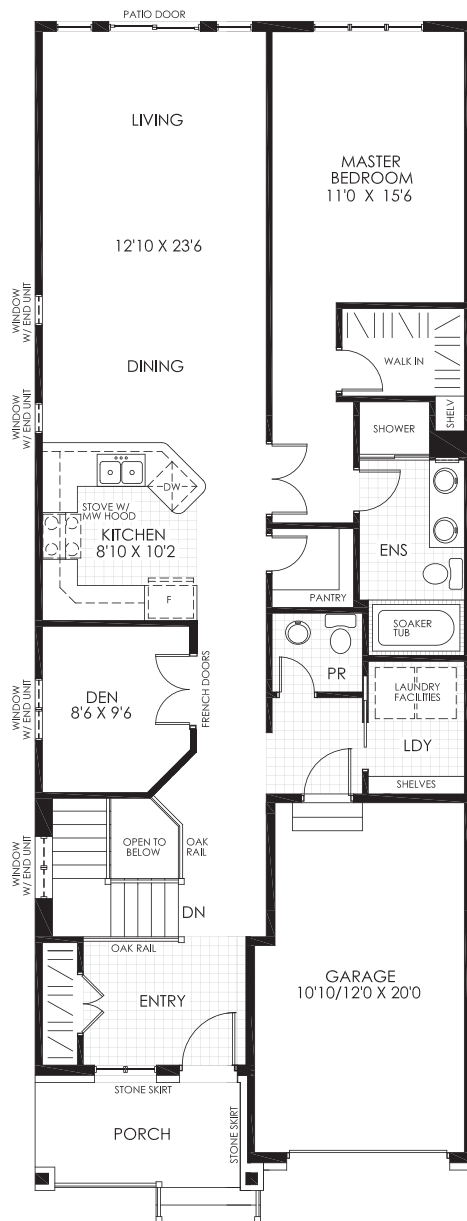 PATIO DOOR
LIVING
MASTER
BEDROOM
11'0 X 15'6
12'10 X 23'6
WINDOW
W/ END UNIT
WALK IN
DINING
WINDOW
W/ END UNIT
SHELV
SHOWER
DW
STOVE W/
MW HOOD
KITCHEN
8'10 X 10'2
ENS
F
PANTRY
SOAKER
TUB
PR
FRENCH DOORS
DEN
8'6 X 9'6
WINDOW
W/ END UNIT
LAUNDRY
FACILITIES
LDY
SHELVES
WINDOW
W/ END UNIT
OPEN TO
BELOW
OAK
RAIL
DN
OAK RAIL
ENTRY
GARAGE
10'10/12'0 X 20'0
STONE SKIRT
STONE SKIRT
PORCH